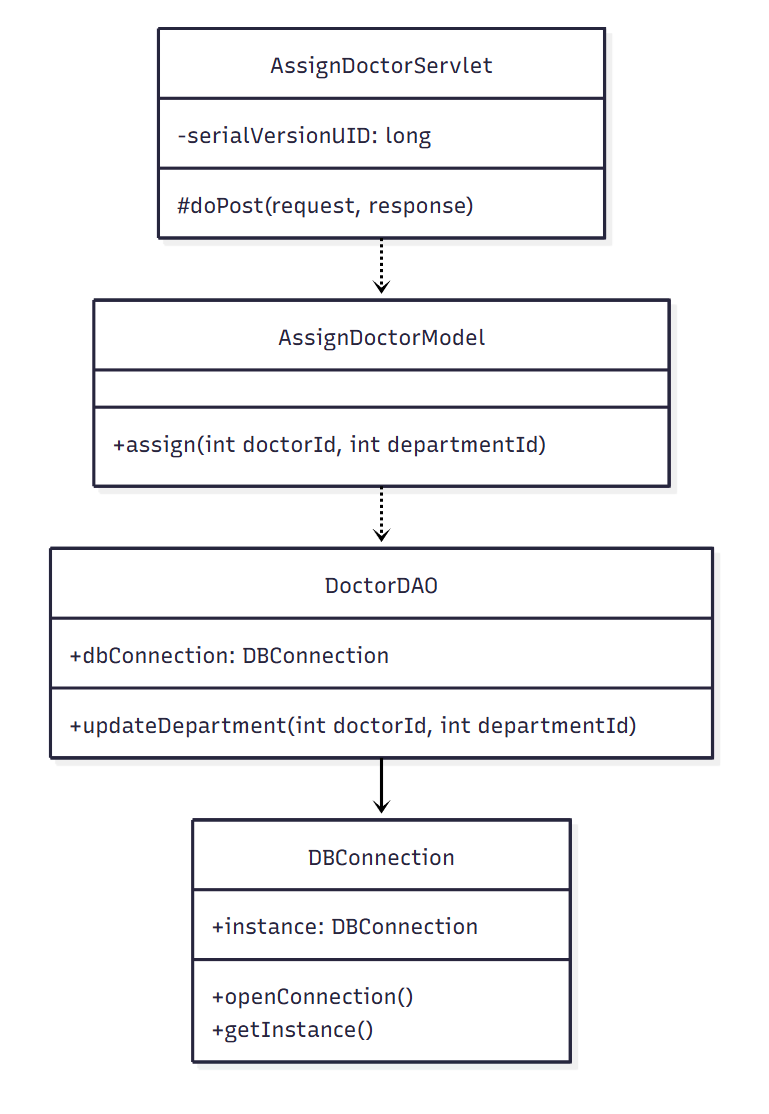 AssignDoctorServlet
-serialVersionUID: long
#doPost(request, response)
AssignDoctorModel
+assign(int doctorId, int departmentId)
DoctorDAO
+dbConnection: DBConnection
+updateDepartment(int doctorId, int departmentId)
DBConnection
+instance: DBConnection
+openConnection()
+getInstance()